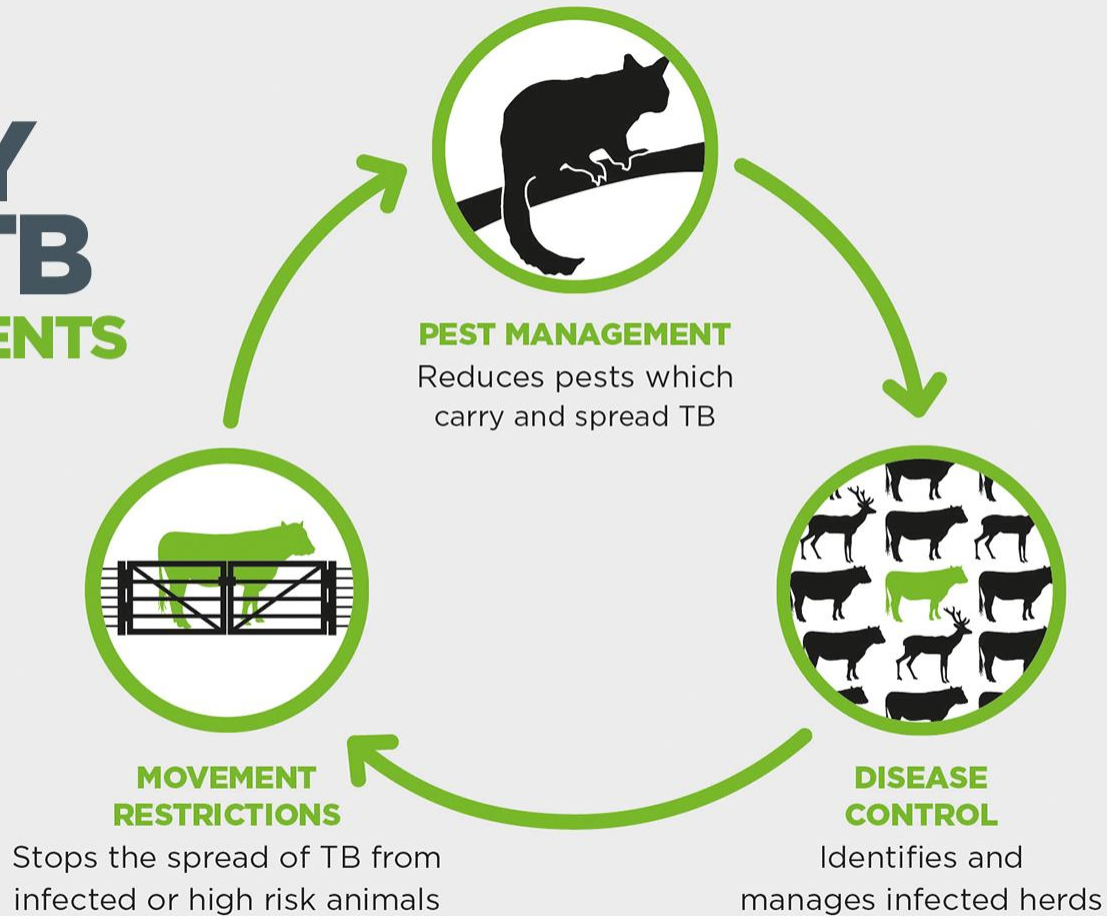 Y
TB
ENTS
PEST MANAGEMENT
Reduces pests which
carry and spread TB
MOVEMENT
RESTRICTIONS
Stops the spread of TB from
infected or high risk animals
DISEASE
CONTROL
Identifies and
manages infected herds